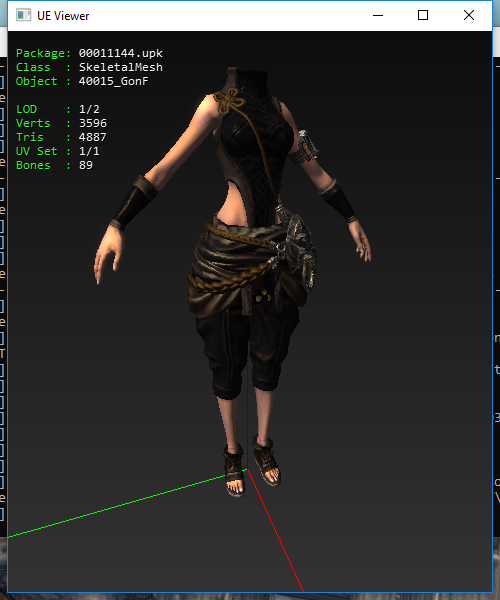 UE Viewer
Package: 00011144.upk
Class : SkeletalMesh
Object : 40015_GonF
LOD : 1/2
Verts : 3596
Tris : 4887
UV Set : 1/1
Bones : 89